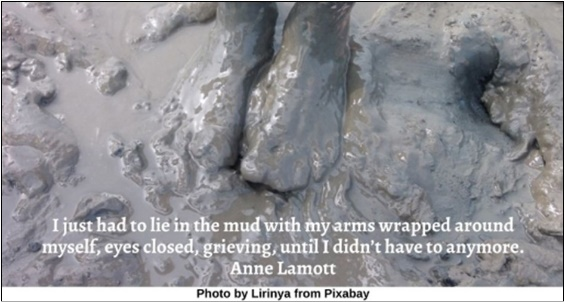 I just had to lie in the mud with my arms wrapped around
myself, eyes closed, grieving, until I didn't have to anymore.
Anne Lamott
Photo by Lirinya from Pixabay